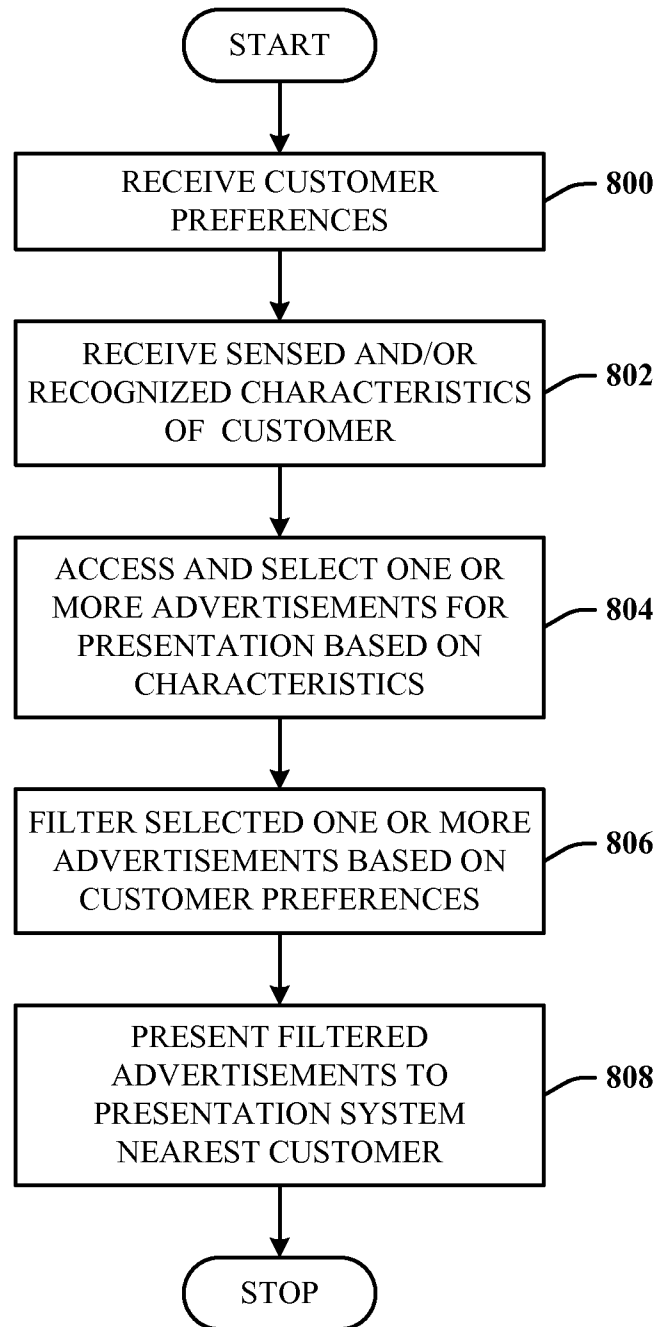 START
RECEIVE CUSTOMER
PREFERENCES
800
RECEIVE SENSED AND/OR
RECOGNIZED CHARACTERISTICS
OF CUSTOMER
802
ACCESS AND SELECT ONE OR
MORE ADVERTISEMENTS FOR
PRESENTATION BASED ON
CHARACTERISTICS
804
FILTER SELECTED ONE OR MORE
ADVERTISEMENTS BASED ON
CUSTOMER PREFERENCES
806
PRESENT FILTERED
ADVERTISEMENTS TO
PRESENTATION SYSTEM
NEAREST CUSTOMER
808
STOP